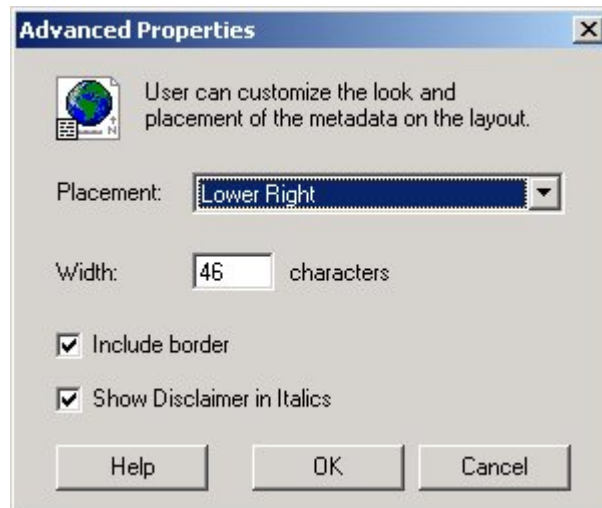 Advanced Properties
User can customize the look and
placement of the metadata on the layout.
Placement: Lower Right
Width: 46 characters
Include border
Show Disclaimer in Italics
Help OK Cancel